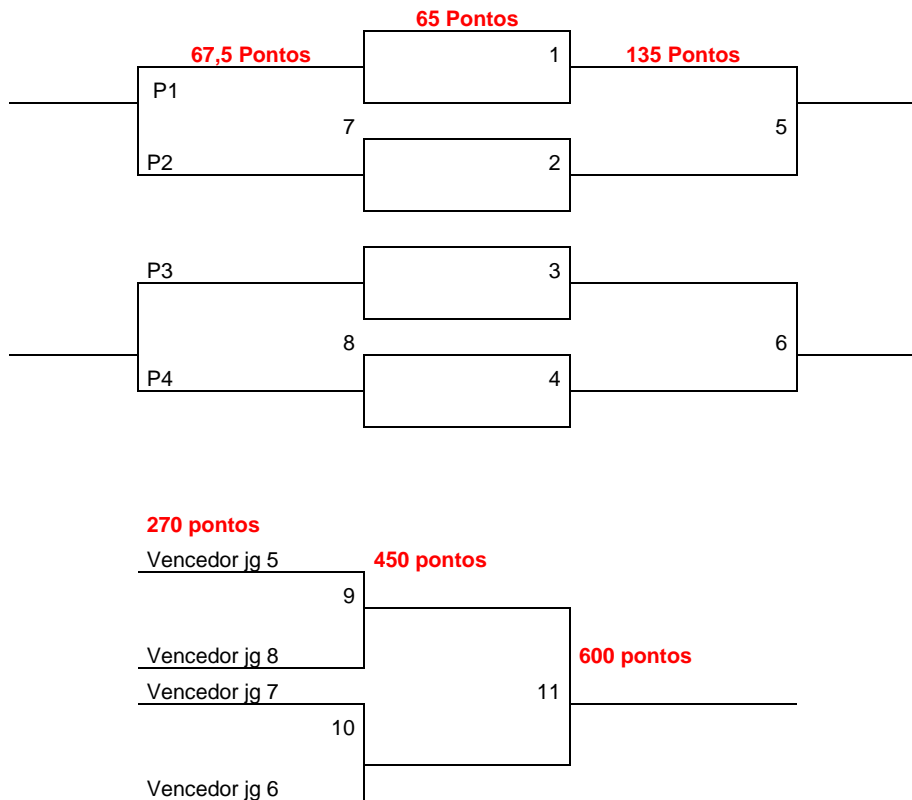 65 Pontos
67,5 Pontos
1
135 Pontos
P1
7
5
P2
2
P3
3
8
6
P4
4
270 pontos
Vencedor jg 5
450 pontos
9
Vencedor jg 8
600 pontos
Vencedor jg 7
11
10
Vencedor jg 6